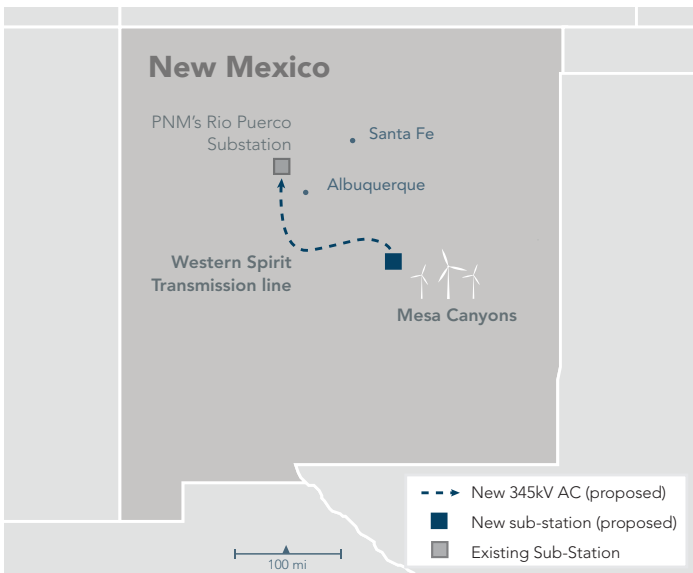 New Mexico
PNM's Rio Puerco
Substation
Santa Fe
Albuquerque
Western Spirit
Transmission line
Mesa Canyons
New 345kV AC (proposed)
New sub-station (proposed)
Existing Sub-Station
100 mi